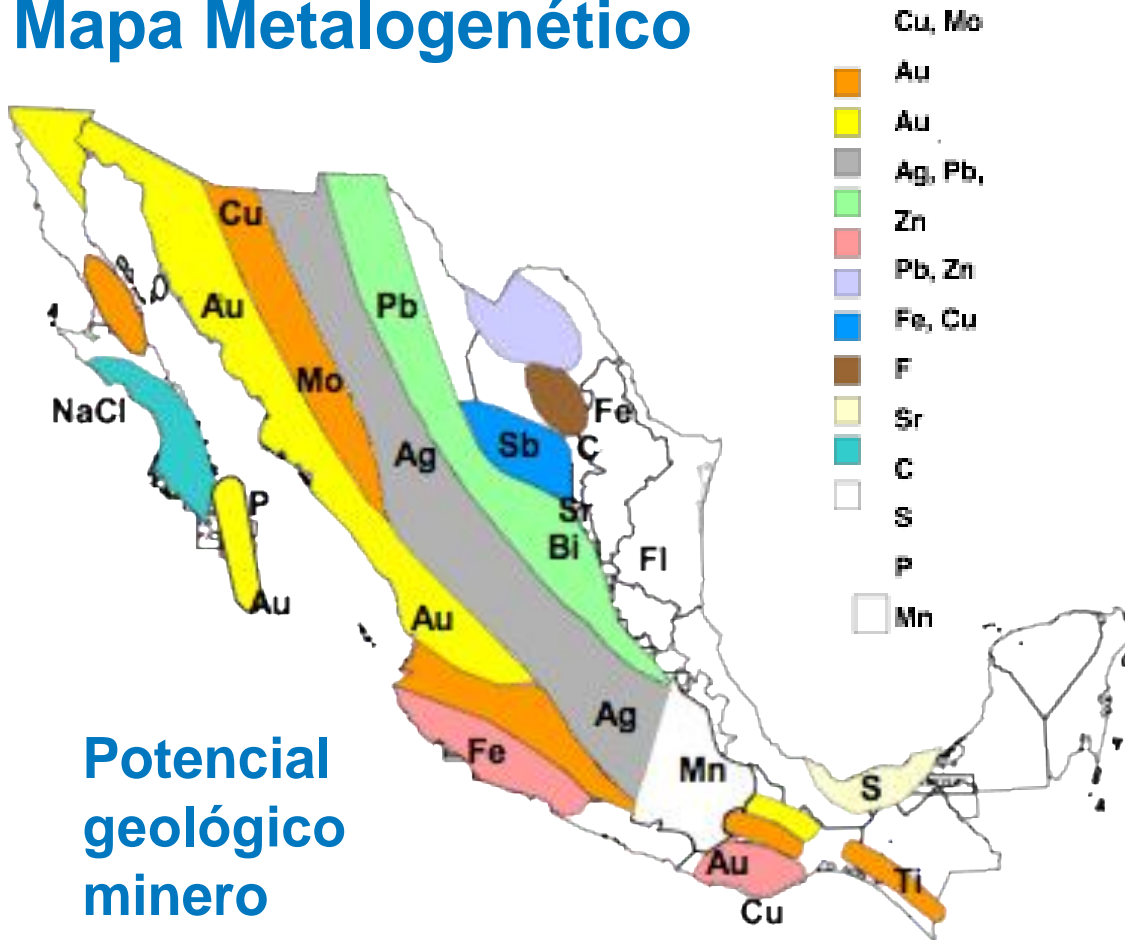 Mapa Metalogenético
Cu, Mo
Au
Au
Ag, Pb,
Zn
Pb, Zn
Fe, Cu
F
Sr
C
S
P
Mn
Cu
Au
Pb
Mo
NaCl
Fe
Ag
Sb
C
P
Sr
Bi
Fl
Au
Au
Ag
Fe
Mn
S
Au
Ti
Cu
Potencial
geológico
minero